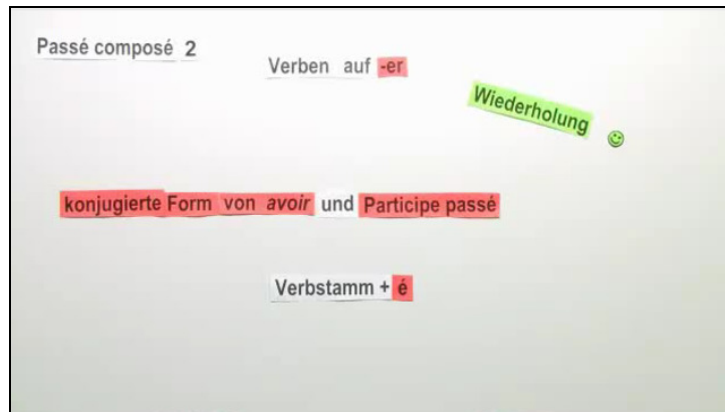 Passé composé 2
Verben auf -er
Wiederholung
konjugierte Form von avoir und Participe passé
Verbstamm + é